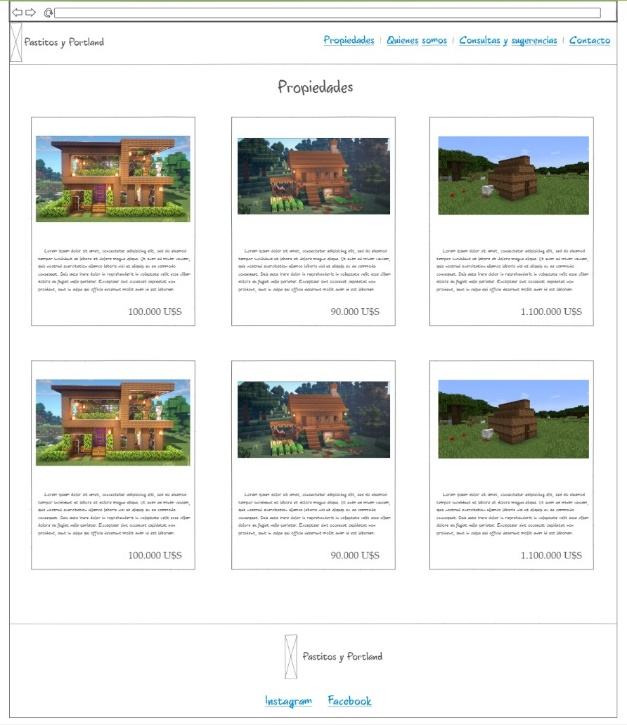 Pastitos y Portland
Propiedades | Quienes somos | Consultas y sugerencias | Contacto
Propiedades
Lorem ipsum dolor sit amet, consectetur adipiscing elit, sed do eiusmod
tempor incididunt ut labore et dolore magna aliqua. Ut enim ad minim veniam,
quis nostrud exercitation ullamco laboris nisi ut aliquip ex ea commodo
consequat. Duis aute irure dolor in reprehenderit in voluptate velit esse cillum
dolore eu fugiat nulla pariatur. Excepteur sint occaecat cupidatat non
proident, sunt in culpa qui officia deserunt mollit anim id est laborum.
100.000 U$S
Lorem ipsum dolor sit amet, consectetur adipiscing elit, sed do eiusmod
tempor incididunt ut labore et dolore magna aliqua. Ut enim ad minim veniam,
quis nostrud exercitation ullamco laboris nisi ut aliquip ex ea commodo
consequat. Duis aute irure dolor in reprehenderit in voluptate velit esse cillum
dolore eu fugiat nulla pariatur. Excepteur sint occaecat cupidatat non
proident, sunt in culpa qui officia deserunt mollit anim id est laborum.
90.000 U$S
Lorem ipsum dolor sit amet, consectetur adipiscing elit, sed do eiusmod
tempor incididunt ut labore et dolore magna aliqua. Ut enim ad minim veniam,
quis nostrud exercitation ullamco laboris nisi ut aliquip ex ea commodo
consequat. Duis aute irure dolor in reprehenderit in voluptate velit esse cillum
dolore eu fugiat nulla pariatur. Excepteur sint occaecat cupidatat non
proident, sunt in culpa qui officia deserunt mollit anim id est laborum.
1.100.000 U$S
Lorem ipsum dolor sit amet, consectetur adipiscing elit, sed do eiusmod
tempor incididunt ut labore et dolore magna aliqua. Ut enim ad minim veniam,
quis nostrud exercitation ullamco laboris nisi ut aliquip ex ea commodo
consequat. Duis aute irure dolor in reprehenderit in voluptate velit esse cillum
dolore eu fugiat nulla pariatur. Excepteur sint occaecat cupidatat non
proident, sunt in culpa qui officia deserunt mollit anim id est laborum.
100.000 U$S
Lorem ipsum dolor sit amet, consectetur adipiscing elit, sed do eiusmod
tempor incididunt ut labore et dolore magna aliqua. Ut enim ad minim veniam,
quis nostrud exercitation ullamco laboris nisi ut aliquip ex ea commodo
consequat. Duis aute irure dolor in reprehenderit in voluptate velit esse cillum
dolore eu fugiat nulla pariatur. Excepteur sint occaecat cupidatat non
proident, sunt in culpa qui officia deserunt mollit anim id est laborum.
90.000 U$S
Lorem ipsum dolor sit amet, consectetur adipiscing elit, sed do eiusmod
tempor incididunt ut labore et dolore magna aliqua. Ut enim ad minim veniam,
quis nostrud exercitation ullamco laboris nisi ut aliquip ex ea commodo
consequat. Duis aute irure dolor in reprehenderit in voluptate velit esse cillum
dolore eu fugiat nulla pariatur. Excepteur sint occaecat cupidatat non
proident, sunt in culpa qui officia deserunt mollit anim id est laborum.
1.100.000 U$S
Pastitos y Portland
Instagram Facebook